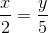 x/2 = y/5